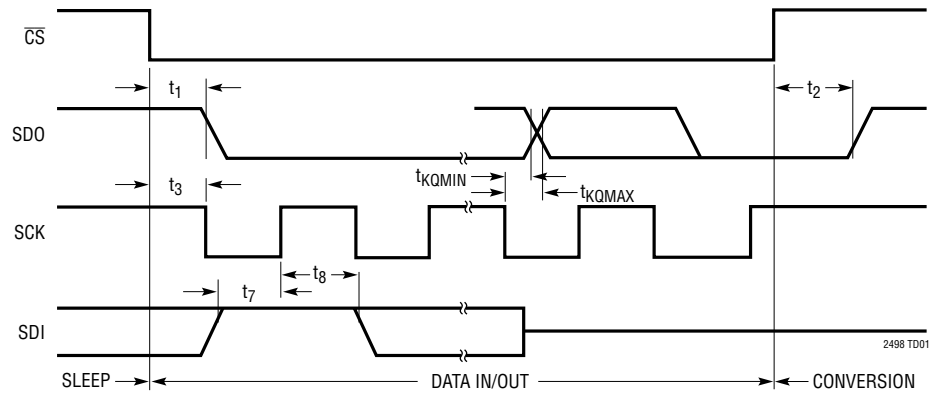 CS
t1
t2
SDO
tKQMIN
t3
tKQMAX
SCK
t8
t7
SDI
2498 TD01
SLEEP
DATA IN/OUT
CONVERSION